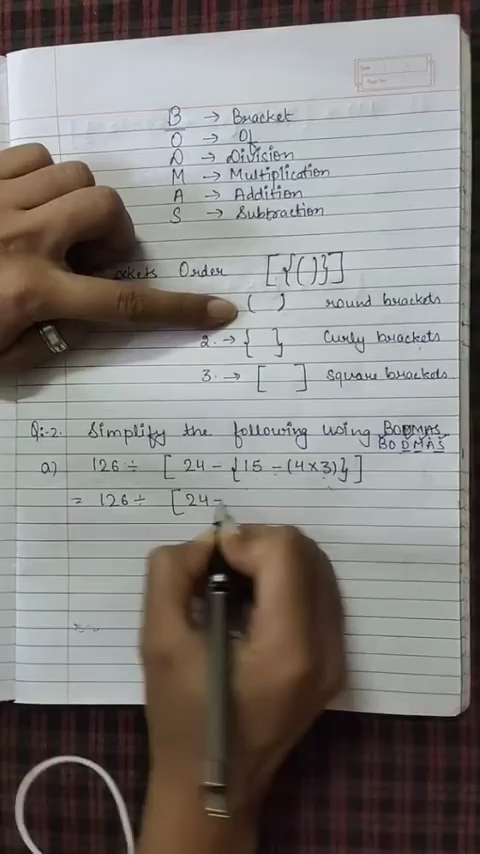 B → Bracket
O → Of
D → Division
M → Multiplication
A → Addition
S → Subtraction
Order [{()}]
( ) round brackets
2. → { } Curly brackets
3. → [ ] Square brackets
Q:-2. Simplify the following using BODMAS
BODMAS
a) 126 ÷ [24 - {15 - (4×3)}]
= 126 ÷ [24 -